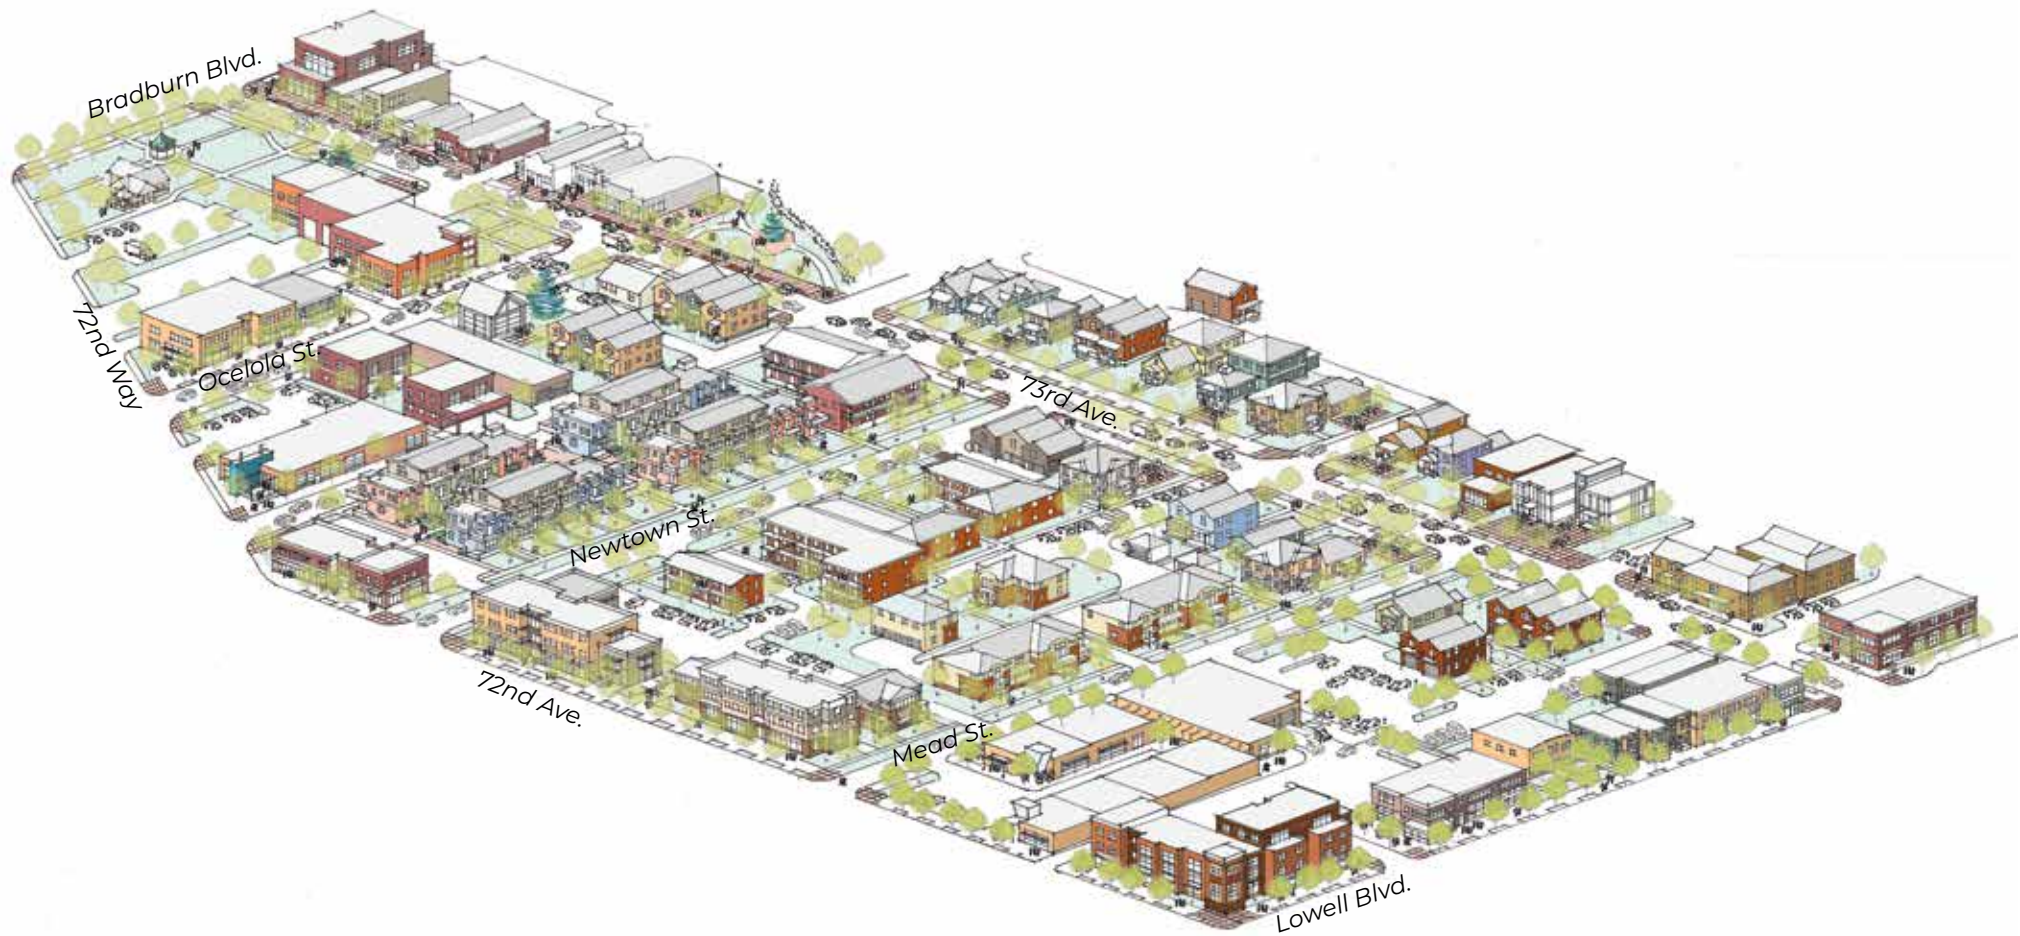 Bradburn Blvd.
72nd Way
Ocelola St.
73rd Ave.
Newtown St.
72nd Ave.
Mead St.
Lowell Blvd.